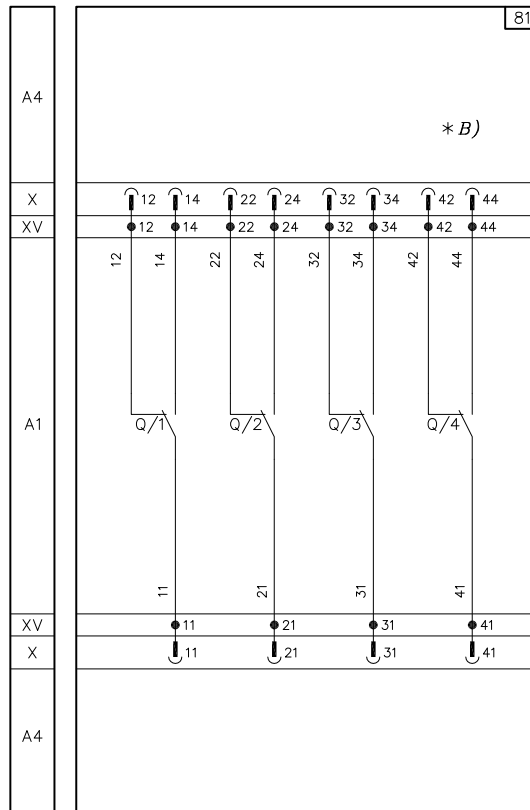 81
A4
* B)
X 12 14 22 24 32 34 42 44
XV 12 14 22 24 32 34 42 44
12 14 22 24 32 34 42 44
A1 Q/1 Q/2 Q/3 Q/4
11 21 31 41
XV 11 21 31 41
X 11 21 31 41
A4